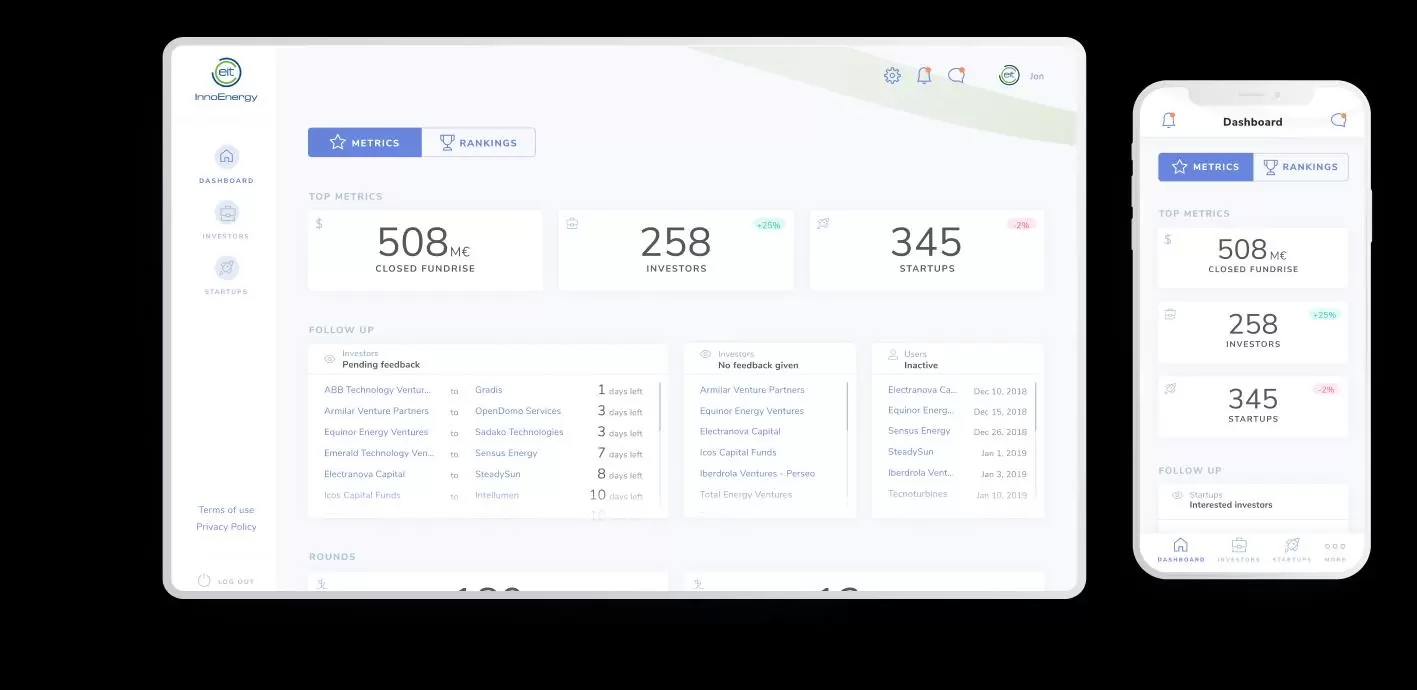 eit
InnoEnergy
eit Jon
METRICS RANKINGS
DASHBOARD
INVESTORS
STARTUPS
TOP METRICS
$
508 M€
CLOSED FUNDRISE
+25%
258
INVESTORS
-2%
345
STARTUPS
FOLLOW UP
Investors
Pending feedback
ABB Technology Ventur... to Gradis 1 days left
Armilar Venture Partners to OpenDomo Services 3 days left
Equinor Energy Ventures to Sadako Technologies 3 days left
Emerald Technology Ven... to Sensus Energy 7 days left
Electranova Capital to SteadySun 8 days left
Icos Capital Funds to Intellumen 10 days left
Investors
No feedback given
Armilar Venture Partners
Equinor Energy Ventures
Electranova Capital
Icos Capital Funds
Iberdrola Ventures - Perseo
Total Energy Ventures
Users
Inactive
Electranova Ca... Dec 10, 2018
Equinor Energ... Dec 15, 2018
Sensus Energy Dec 26, 2018
SteadySun Jan 1, 2019
Iberdrola Vent... Jan 3, 2019
Tecnoturbines Jan 10, 2019
Terms of use
Privacy Policy
LOG OUT
ROUNDS
Dashboard
METRICS RANKINGS
TOP METRICS
$
508 M€
CLOSED FUNDRISE
+25%
258
INVESTORS
-2%
345
STARTUPS
FOLLOW UP
Startups
Interested investors
DASHBOARD INVESTORS STARTUPS MORE